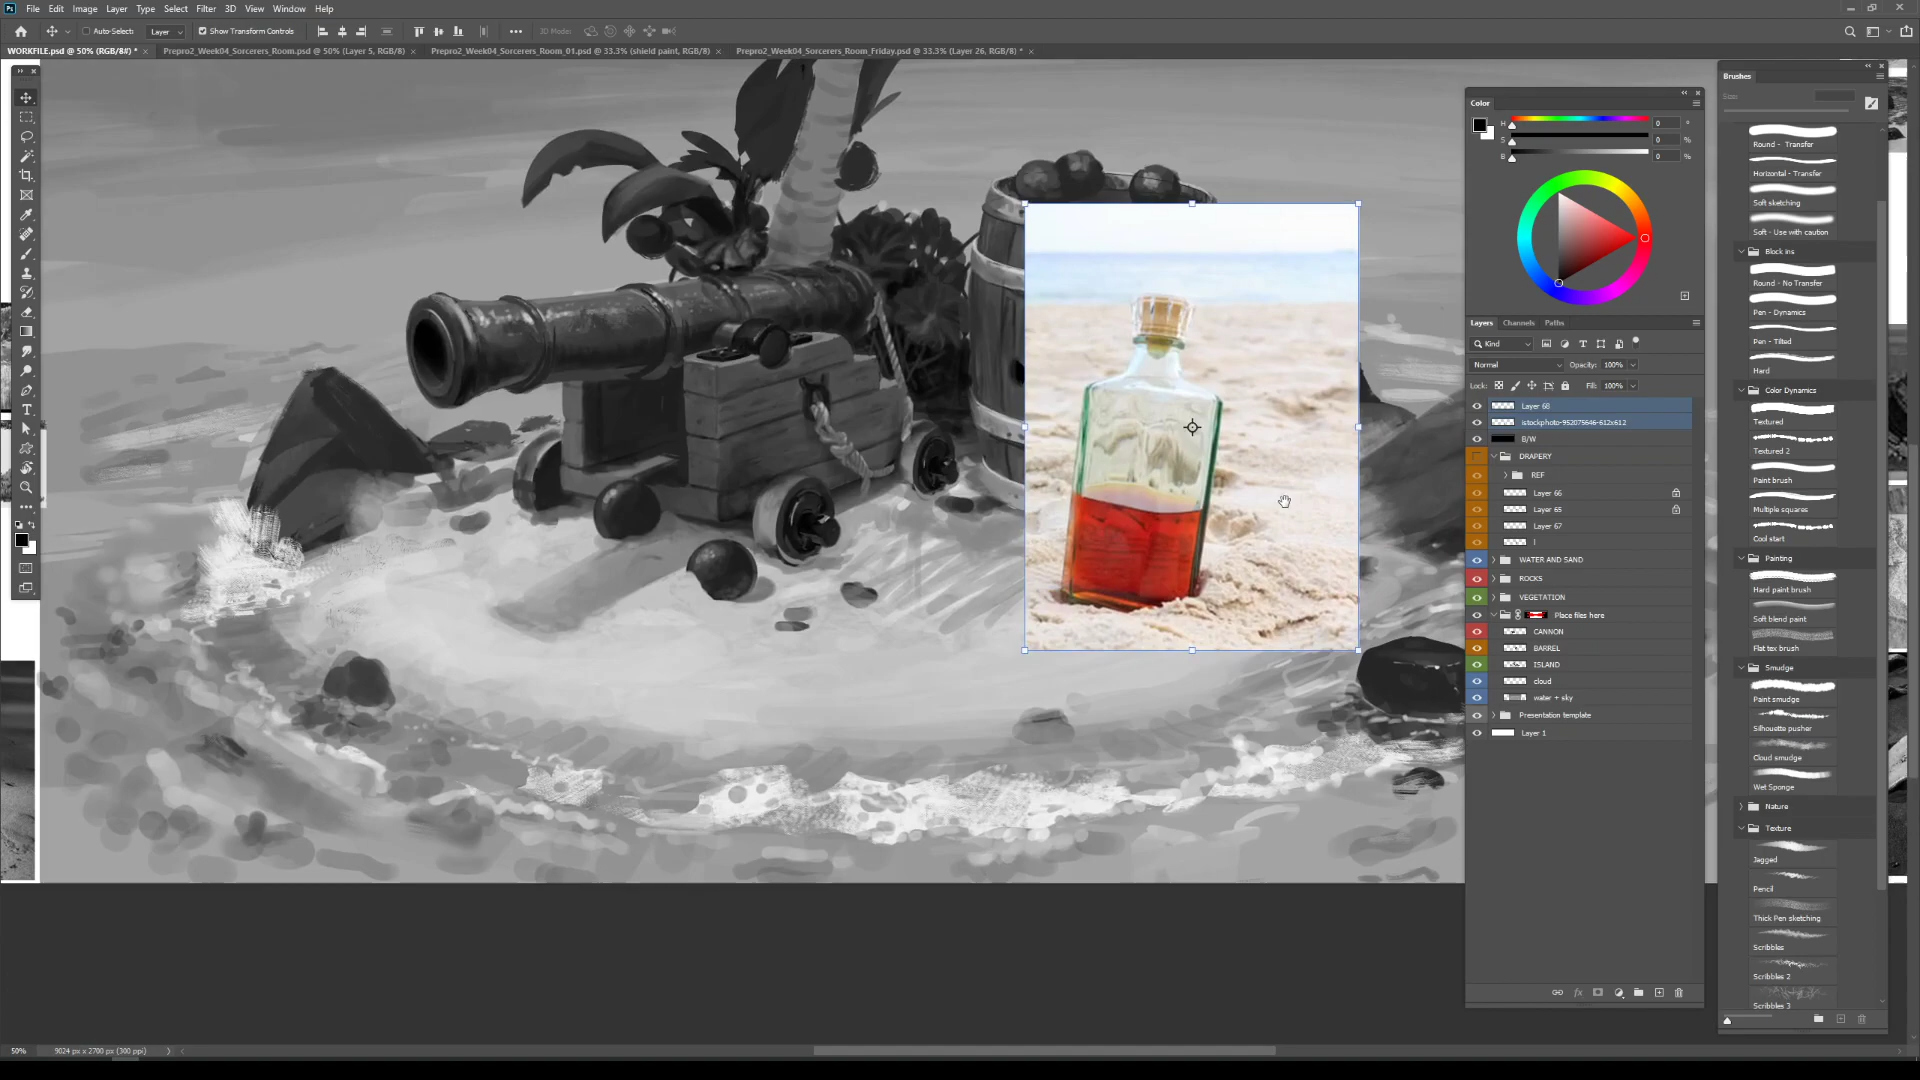 File Edit Image Layer Type Select Filter 3D View Window Help
Auto-Select: Layer Show Transform Controls 3D Mode:
WORKFILE.psd @ 50% (RGB/8#) * Prepro2_Week04_Sorcerers_Room.psd @ 50% (Layer 5, RGB/8) Prepro2_Week04_Sorcerers_Room_01.psd @ 33.3% (shield paint, RGB/8) Prepro2_Week04_Sorcerers_Room_Friday.psd @ 33.3% (Layer 26, RGB/8) *
Color
H 0 °
S 0 %
B 0 %
Layers Channels Paths
Kind
Normal Opacity: 100%
Lock: Fill: 100%
Layer 68
istockphoto-952075646-612x612
B/W
DRAPERY
REF
Layer 66
Layer 65
Layer 67
l
WATER AND SAND
ROCKS
VEGETATION
Place files here
CANNON
BARREL
ISLAND
cloud
water + sky
Presentation template
Layer 1
fx
Brushes
Size:
Round - Transfer
Horizontal - Transfer
Soft sketching
Soft - Use with caution
Block ins
Round - No Transfer
Pen - Dynamics
Pen - Tilted
Hard
Color Dynamics
Textured
Textured 2
Paint brush
Multiple squares
Cool start
Painting
Hard paint brush
Soft blend paint
Flat tex brush
Smudge
Paint smudge
Silhouette pusher
Cloud smudge
Wet Sponge
Nature
Texture
Jagged
Pencil
Thick Pen sketching
Scribbles
Scribbles 2
Scribbles 3
50% 9024 px x 2700 px (300 ppi)